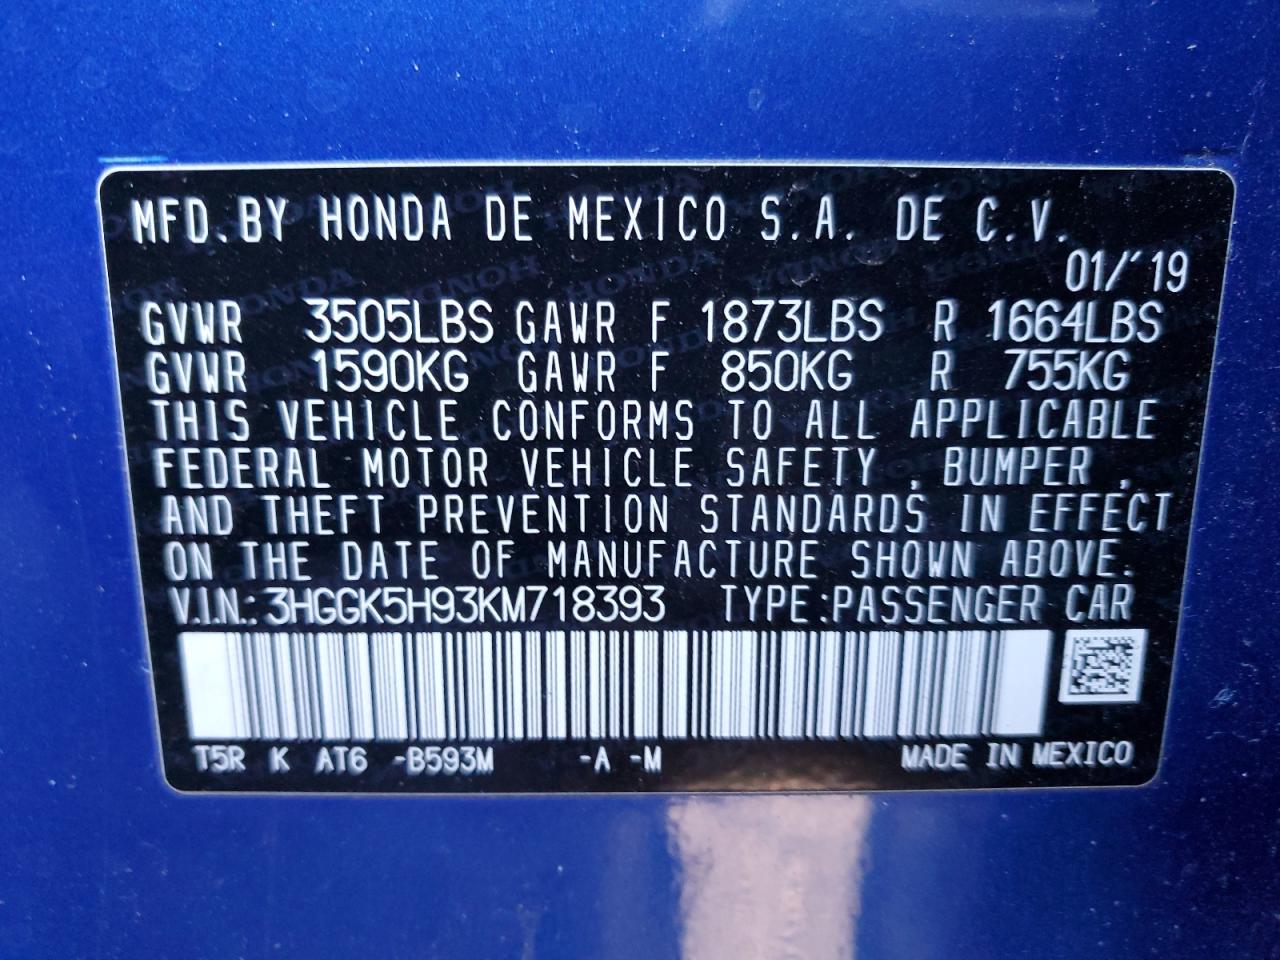 MFD.BY HONDA DE MEXICO S.A. DE C.V.
01/'19
GVWR 3505LBS GAWR F 1873LBS R 1664LBS
GVWR 1590KG GAWR F 850KG R 755KG
THIS VEHICLE CONFORMS TO ALL APPLICABLE
FEDERAL MOTOR VEHICLE SAFETY , BUMPER ,
AND THEFT PREVENTION STANDARDS IN EFFECT
ON THE DATE OF MANUFACTURE SHOWN ABOVE.
V.I.N.: 3HGGK5H93KM718393 TYPE:PASSENGER CAR
T5R K AT6 -B593M -A -M MADE IN MEXICO